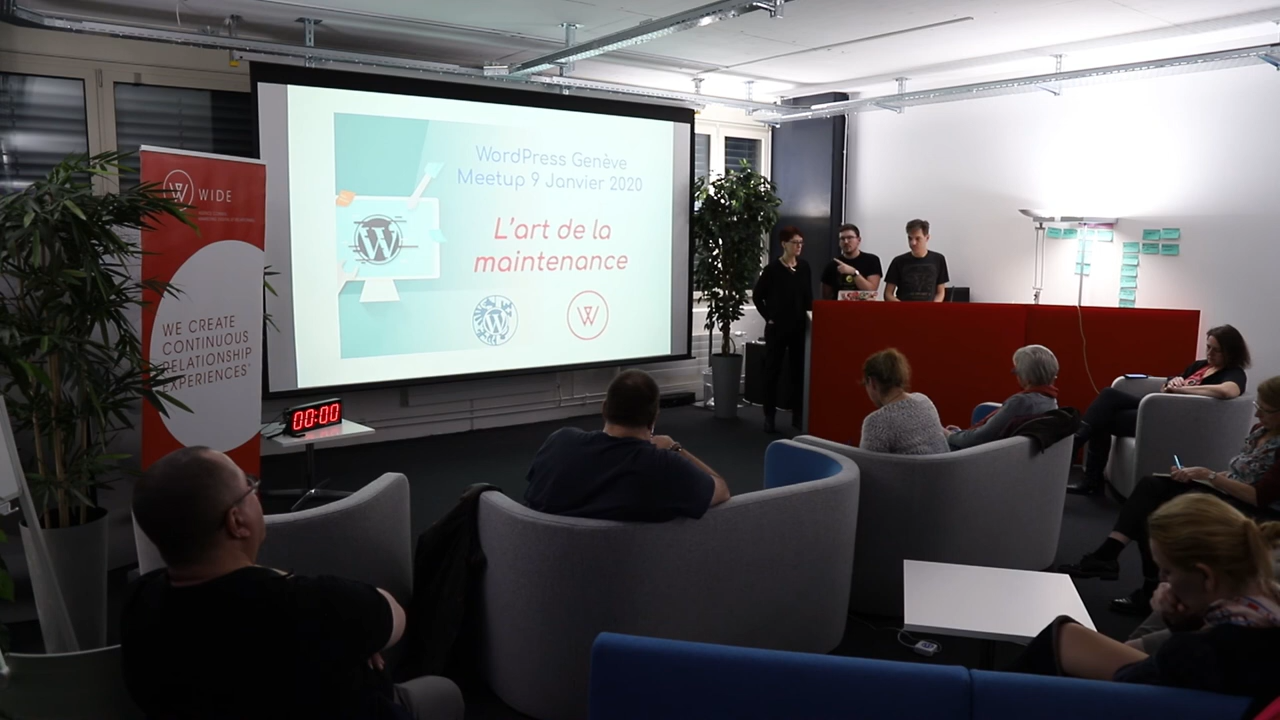 WIDE
WE CREATE
CONTINUOUS
RELATIONSHIP
EXPERIENCES
WordPress Genève
Meetup 9 Janvier 2020
L'art de la
maintenance
00:00